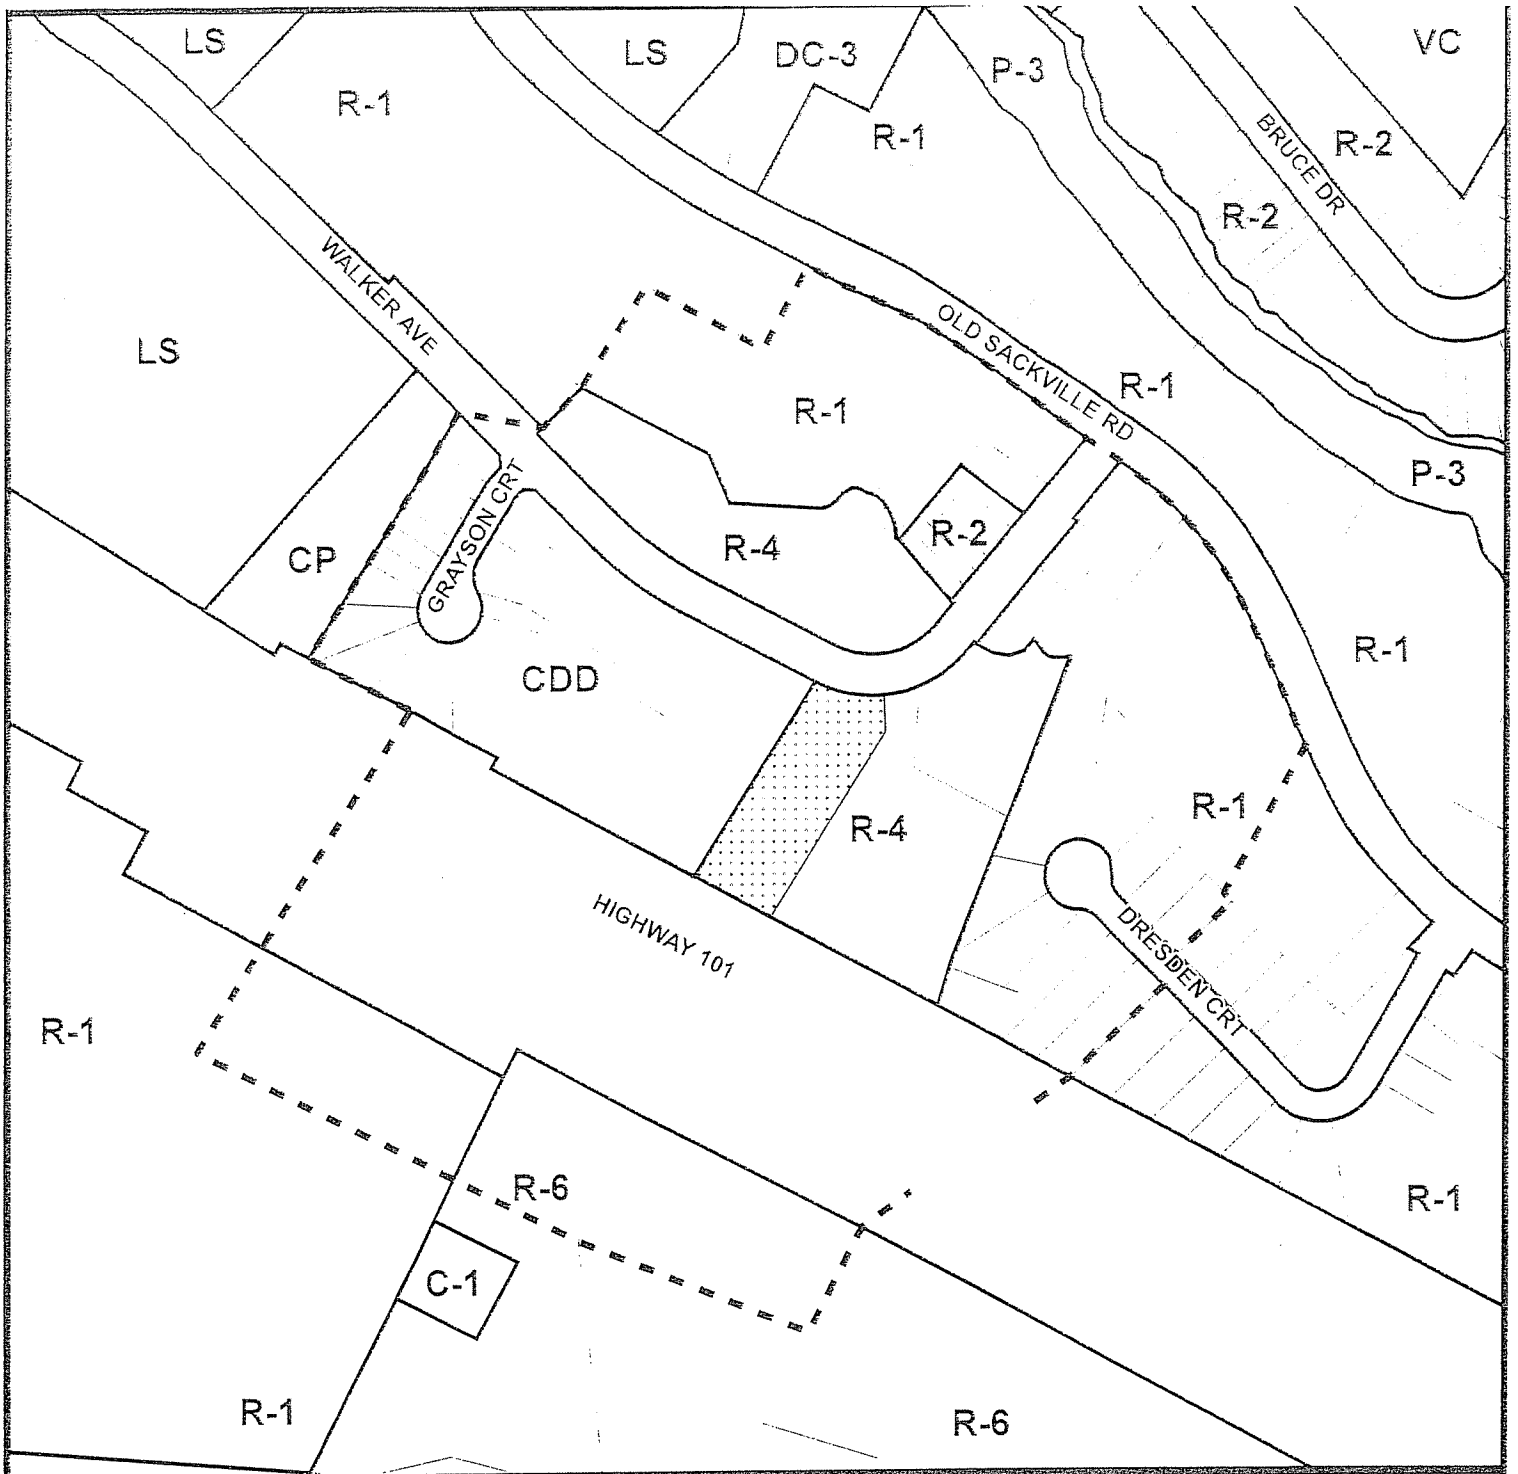 LS
LS
DC-3
P-3
VC
R-1
R-1
R-2
BRUCE DR
R-2
WALKER AVE
OLD SACKVILLE RD
LS
R-1
R-1
P-3
GRAYSON CRT
CP
R-4
R-2
R-1
CDD
R-1
R-4
HIGHWAY 101
DRESDEN CRT
R-1
R-6
R-1
C-1
R-1
R-6